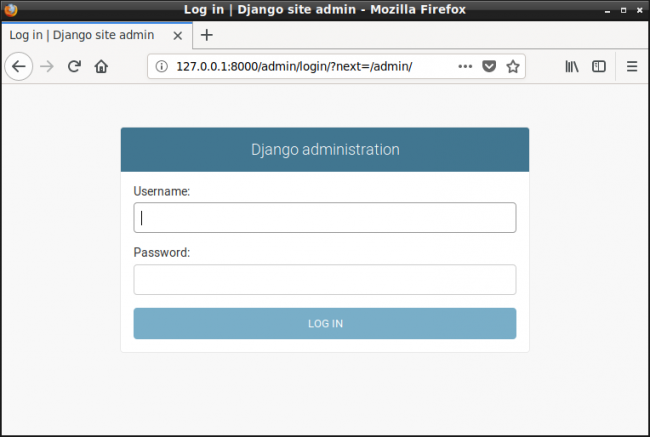 Log in | Django site admin - Mozilla Firefox
Log in | Django site admin
127.0.0.1:8000/admin/login/?next=/admin/
Django administration
Username:
Password:
LOG IN